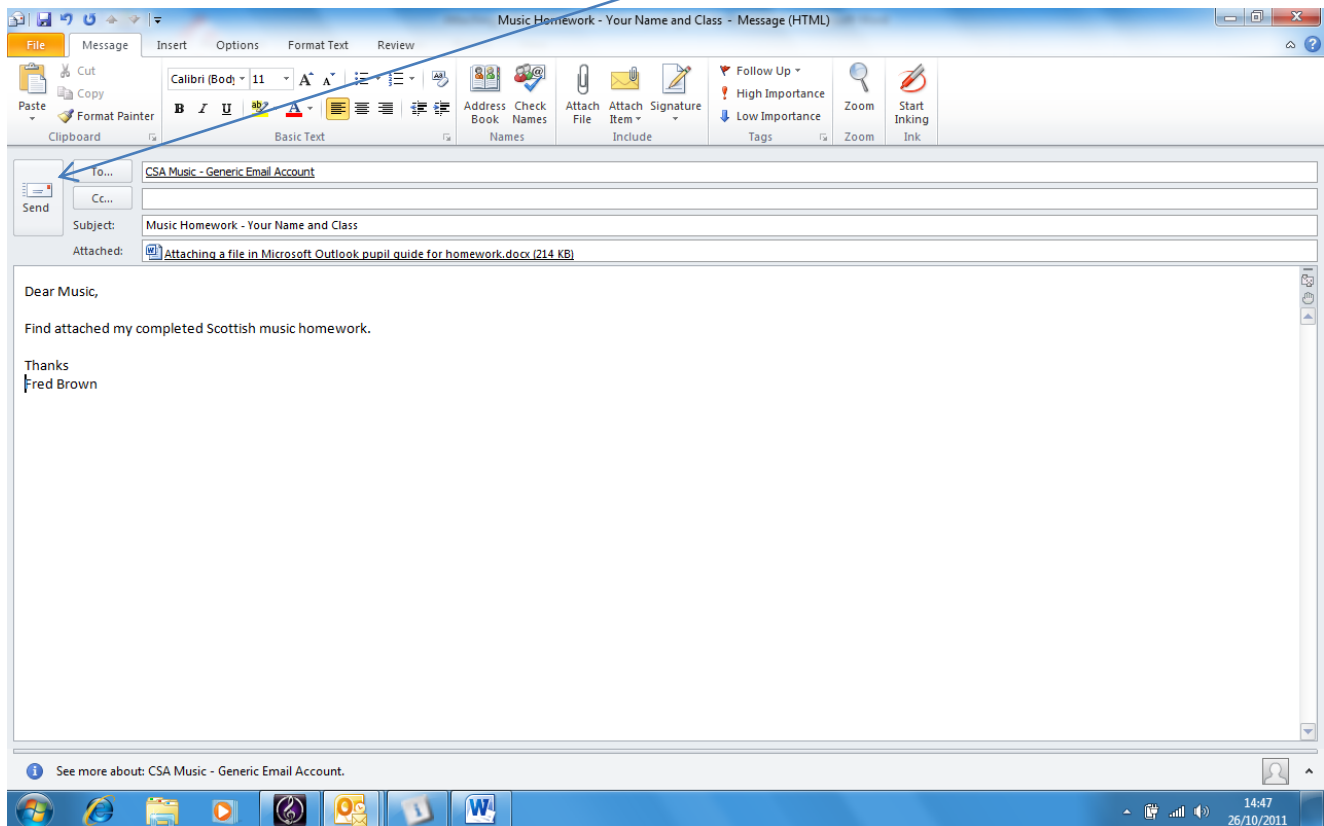 Music Homework - Your Name and Class - Message (HTML)
File Message Insert Options Format Text Review
Cut
Copy
Format Painter
Paste
Clipboard
Calibri (Body 11
B I U
Basic Text
Address Book
Check Names
Names
Attach File
Attach Item
Signature
Include
Follow Up
High Importance
Low Importance
Tags
Zoom
Zoom
Start Inking
Ink
Send
To... CSA Music - Generic Email Account
Cc...
Subject: Music Homework - Your Name and Class
Attached: Attaching a file in Microsoft Outlook pupil guide for homework.docx (214 KB)
Dear Music,
Find attached my completed Scottish music homework.
Thanks
Fred Brown
See more about: CSA Music - Generic Email Account.
14:47
26/10/2011